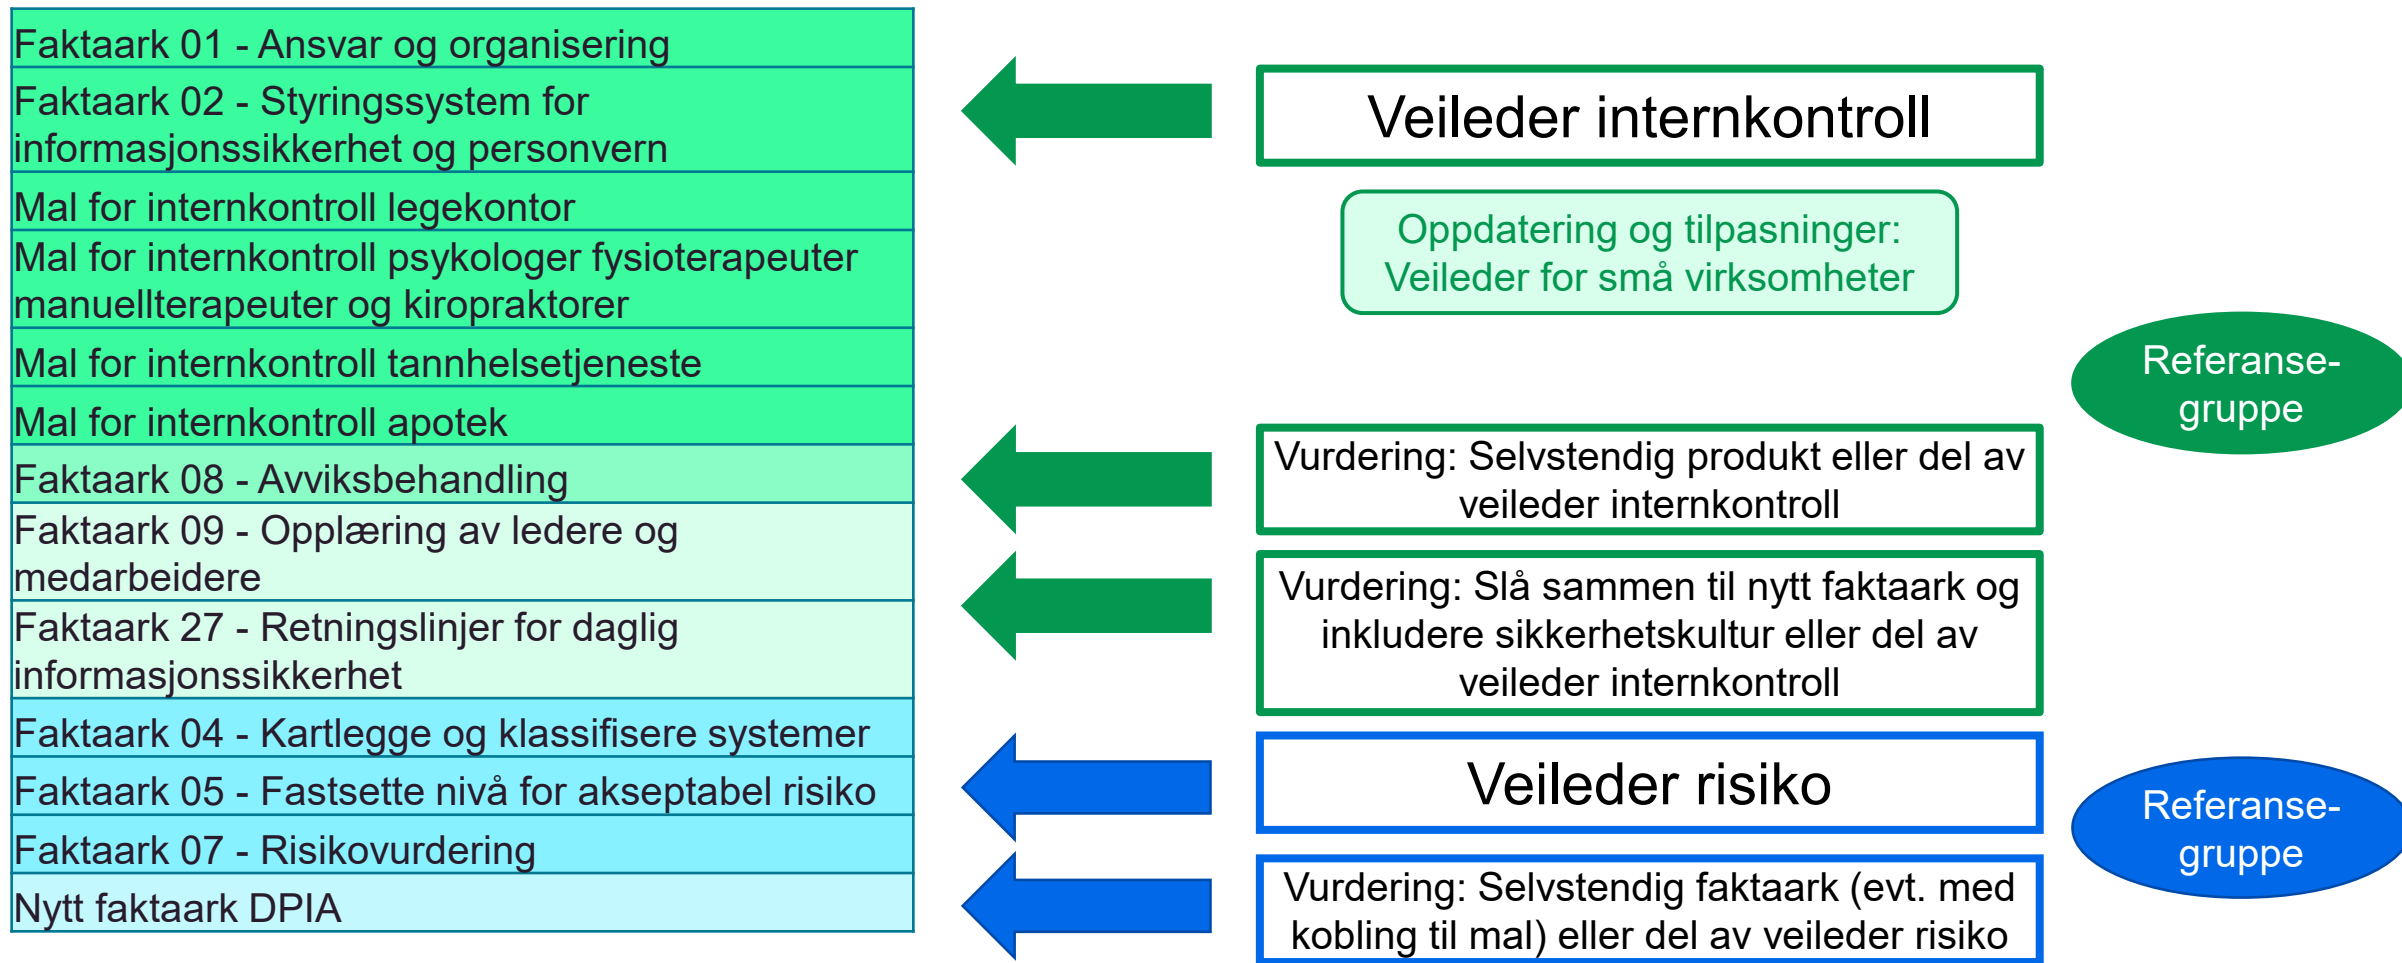 Faktaark 01 - Ansvar og organisering
Faktaark 02 - Styringssystem for
informasjonssikkerhet og personvern
Mal for internkontroll legekontor
Mal for internkontroll psykologer fysioterapeuter
manuellterapeuter og kiropraktorer
Mal for internkontroll tannhelsetjeneste
Mal for internkontroll apotek
Faktaark 08 - Avviksbehandling
Faktaark 09 - Opplæring av ledere og
medarbeidere
Faktaark 27 - Retningslinjer for daglig
informasjonssikkerhet
Faktaark 04 - Kartlegge og klassifisere systemer
Faktaark 05 - Fastsette nivå for akseptabel risiko
Faktaark 07 - Risikovurdering
Nytt faktaark DPIA
Veileder internkontroll
Oppdatering og tilpasninger:
Veileder for små virksomheter
Vurdering: Selvstendig produkt eller del av
veileder internkontroll
Vurdering: Slå sammen til nytt faktaark og
inkludere sikkerhetskultur eller del av
veileder internkontroll
Veileder risiko
Vurdering: Selvstendig faktaark (evt. med
kobling til mal) eller del av veileder risiko
Referanse-
gruppe
Referanse-
gruppe